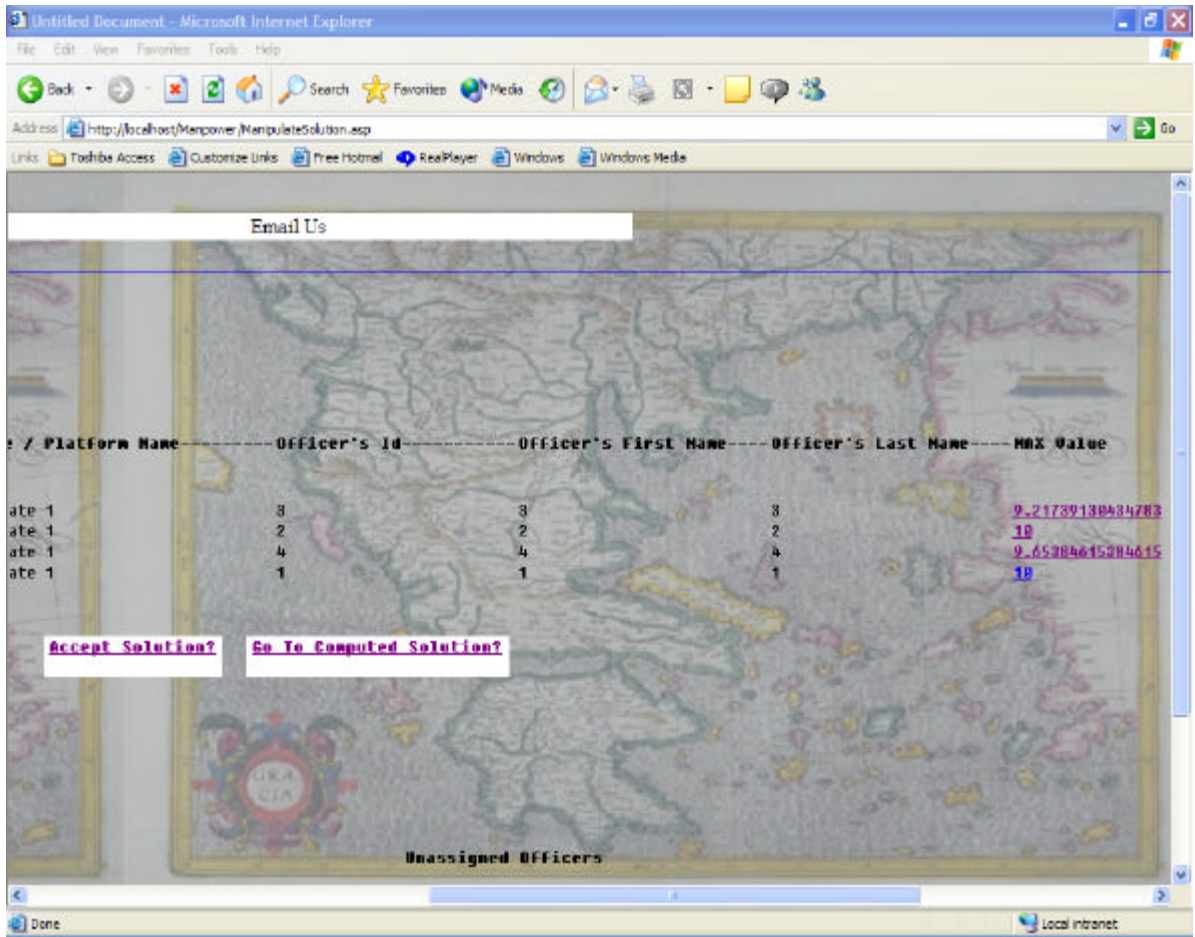 Untitled Document - Microsoft Internet Explorer
File Edit View Favorites Tools Help
Back Search Favorites Media
Address http://localhost/Manpower/ManipulateSolution.asp Go
Links Toshiba Access Customize Links Free Hotmail RealPlayer Windows Windows Media
Email Us
e / Platform Name----------Officer's Id------------Officer's First Name----Officer's Last Name----MAX Value
ate 1 3 3 3 9.21739130434783
ate 1 2 2 2 10
ate 1 4 4 4 9.65384615384615
ate 1 1 1 1 10
Accept Solution? Go To Computed Solution?
GRAE
CIA
Unassigned Officers
Done Local intranet